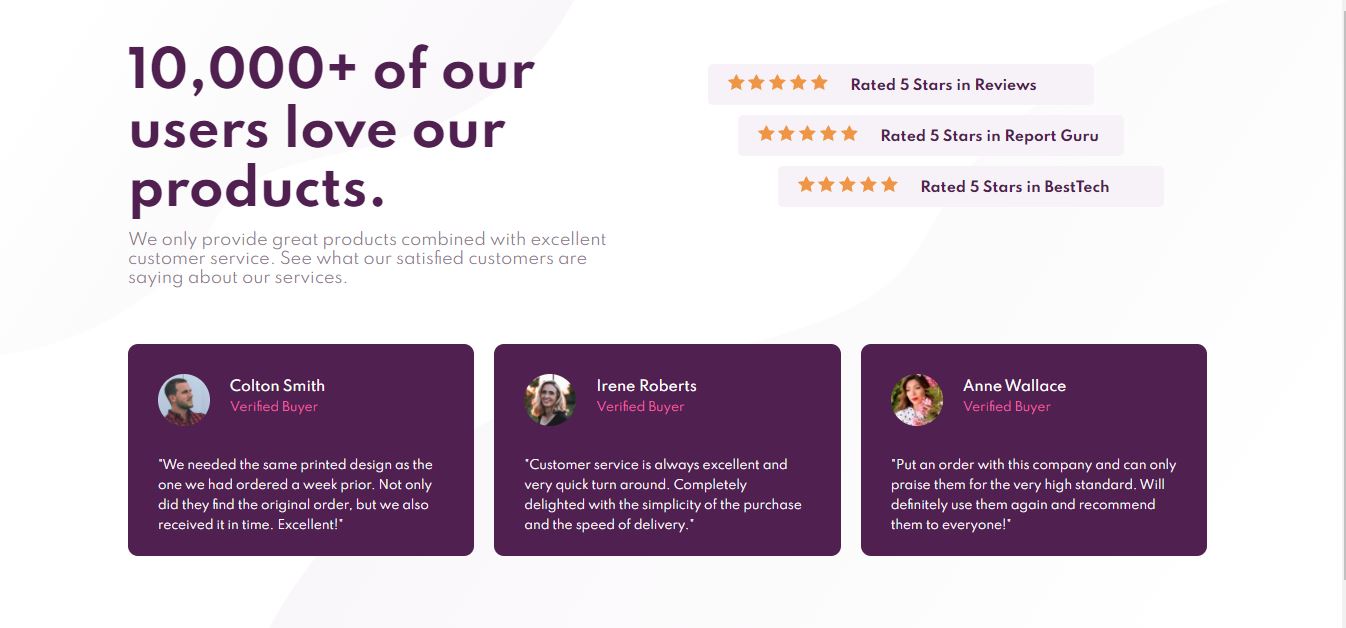 10,000+ of our
users love our
products.
We only provide great products combined with excellent
customer service. See what our satisfied customers are
saying about our services.
Rated 5 Stars in Reviews
Rated 5 Stars in Report Guru
Rated 5 Stars in BestTech
Colton Smith
Verified Buyer
"We needed the same printed design as the
one we had ordered a week prior. Not only
did they find the original order, but we also
received it in time. Excellent!"
Irene Roberts
Verified Buyer
"Customer service is always excellent and
very quick turn around. Completely
delighted with the simplicity of the purchase
and the speed of delivery."
Anne Wallace
Verified Buyer
"Put an order with this company and can only
praise them for the very high standard. Will
definitely use them again and recommend
them to everyone!"